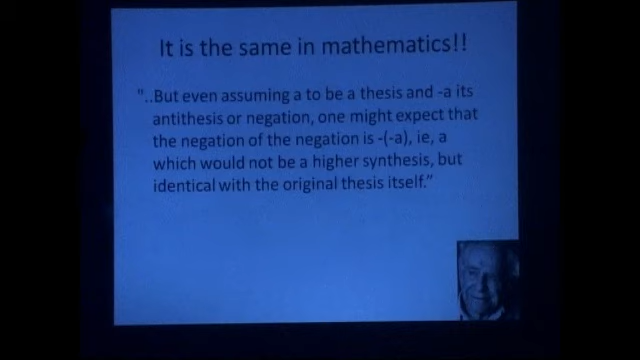 It is the same in mathematics!!
"..But even assuming a to be a thesis and -a its
antithesis or negation, one might expect that
the negation of the negation is -(-a), ie, a
which would not be a higher synthesis, but
identical with the original thesis itself."